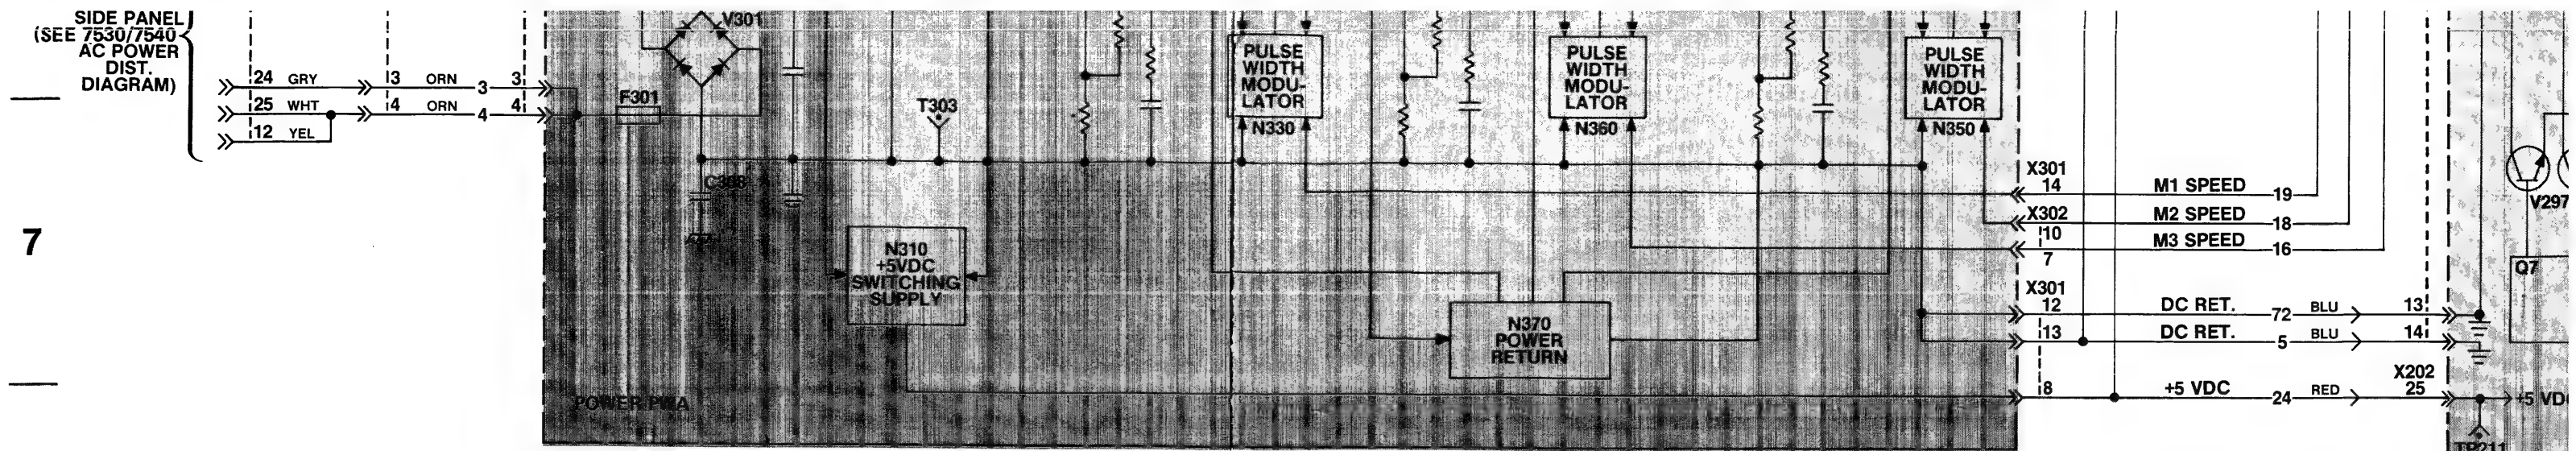 SIDE PANEL
(SEE 7530/7540
AC POWER
DIST.
DIAGRAM)
24 GRY 3 ORN 3 3
25 WHT 4 ORN 4 4
12 YEL
7
V301
F301
T303
C308
N310
+5VDC
SWITCHING
SUPPLY
POWER PWA
PULSE
WIDTH
MODU-
LATOR
N330
PULSE
WIDTH
MODU-
LATOR
N360
PULSE
WIDTH
MODU-
LATOR
N350
N370
POWER
RETURN
X301
14 M1 SPEED 19
X302
10 M2 SPEED 18
7 M3 SPEED 16
X301
12 DC RET. 72 BLU 13
13 DC RET. 5 BLU 14
X202
8 +5 VDC 24 RED 25
V297
Q7
+5 VD
TP211